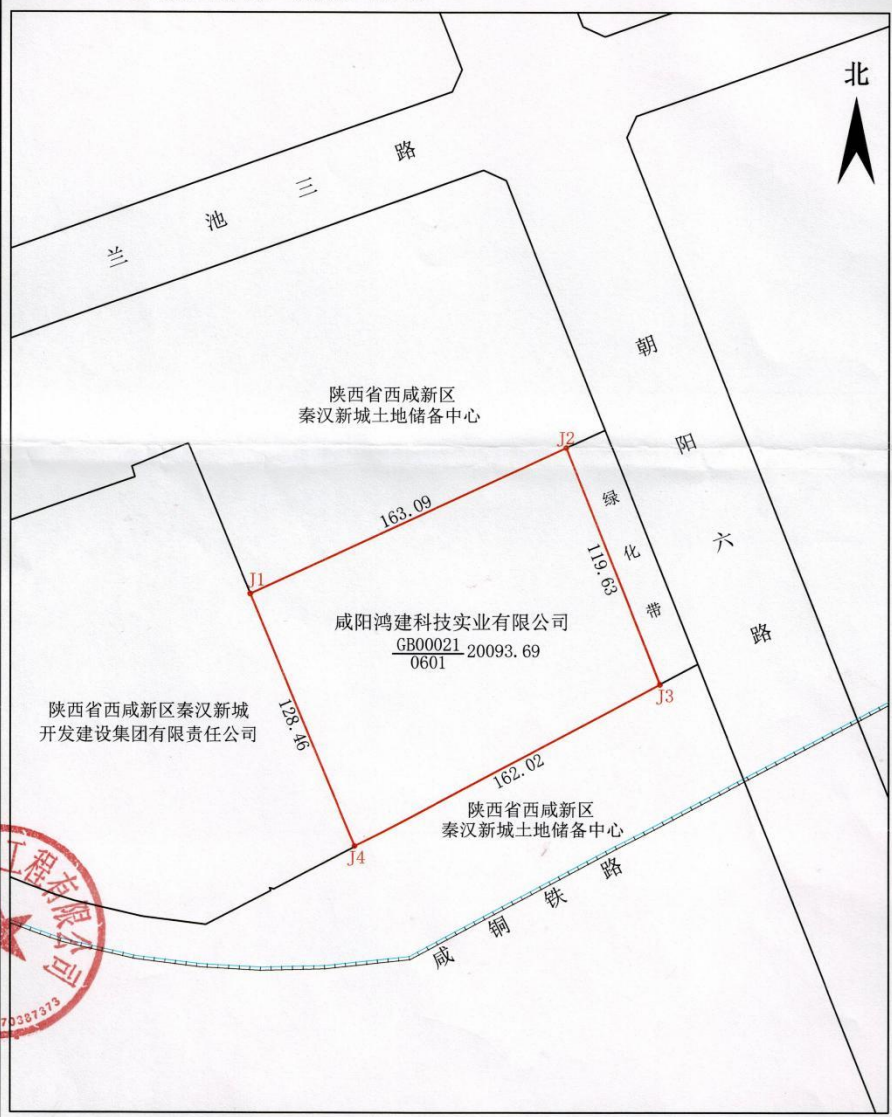 北
兰池三路
朝阳六路
陕西省西咸新区
秦汉新城土地储备中心
J2
163.09
绿化带
119.63
J1
咸阳鸿建科技实业有限公司
GB00021
0601
20093.69
J3
128.46
陕西省西咸新区秦汉新城
开发建设集团有限责任公司
162.02
陕西省西咸新区
秦汉新城土地储备中心
J4
咸铜铁路
工程有限公司
70387373